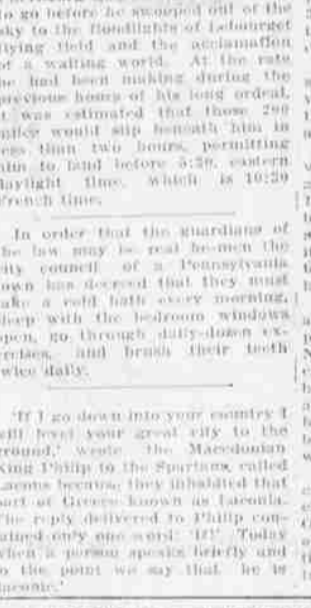 to go before he swooped out of the
sky to the floodlights of Lebourget
flying field and the acclamation
of a waiting world. At the rate
he had been making during the
previous hours of his long ordeal,
it was estimated that those 200
miles would slip beneath him in
less than two hours, permitting
him to land before 5:20, eastern
daylight time, which is 10:20
French time.
In order that the guardians of
the law may be real he-men the
city council of a Pennsylvania
town has decreed that they must
take a cold bath every morning,
sleep with the bedroom windows
open, go through daily-dozen ex-
ercises, and brush their teeth
twice daily.
'If I go down into your country I
will level your great city to the
ground,' wrote the Macedonian
King Philip to the Spartans, called
Lacons because, they inhabited that
part of Greece known as Laconia.
The reply delivered to Philip con-
tained only one word: 'If!' Today
when a person speaks briefly and
to the point we say that he is
laconic.'